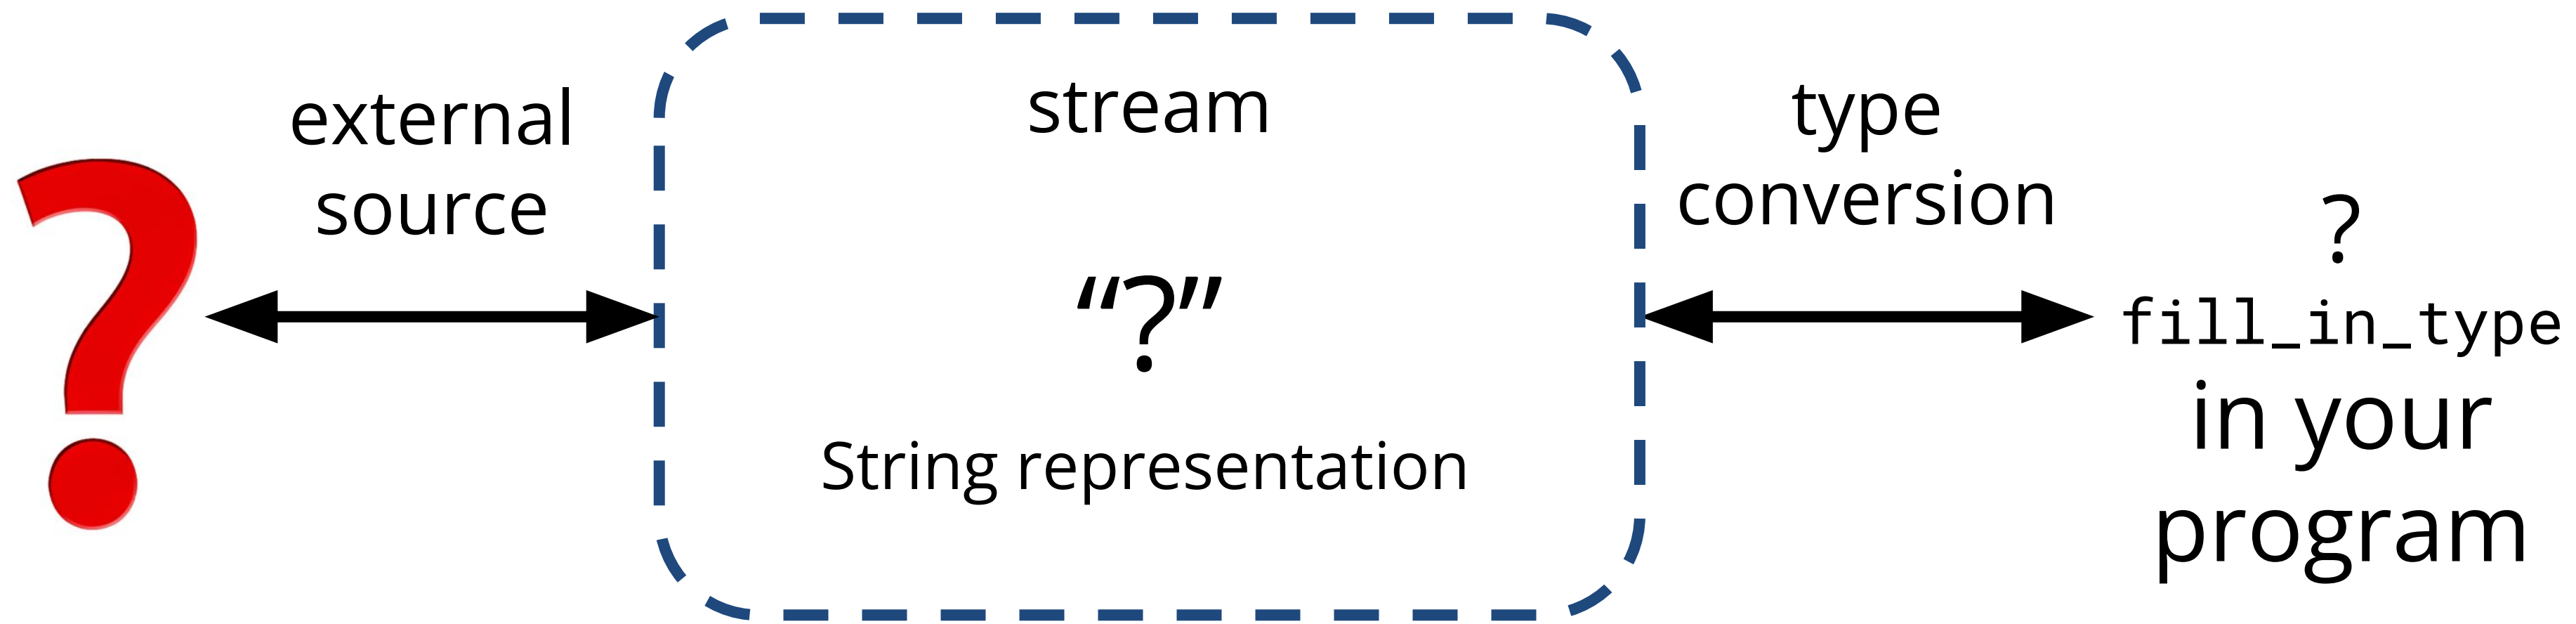 ?
external
source
stream
“?”
String representation
type
conversion
?
fill_in_type
in your
program